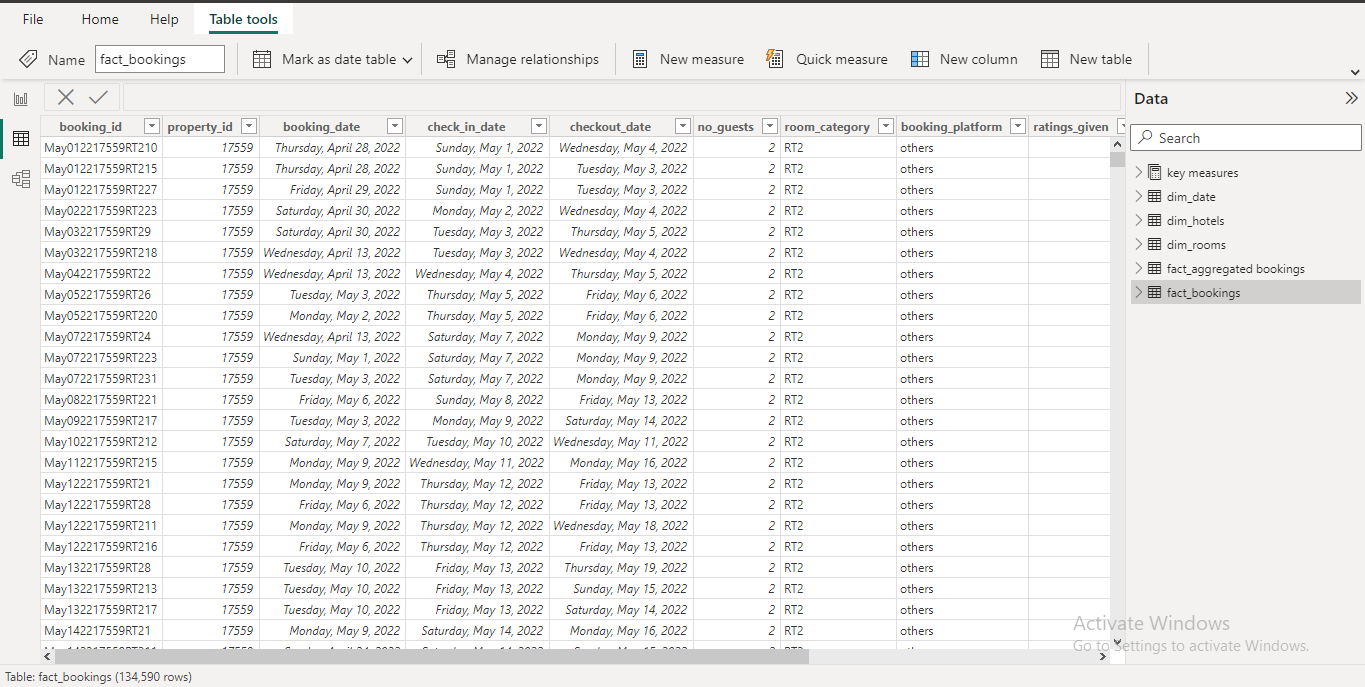 File Home Help Table tools
Name fact_bookings Mark as date table Manage relationships New measure Quick measure New column New table
Data
booking_id property_id booking_date check_in_date checkout_date no_guests room_category booking_platform ratings_given
May012217559RT210 17559 Thursday, April 28, 2022 Sunday, May 1, 2022 Wednesday, May 4, 2022 2 RT2 others
May012217559RT215 17559 Thursday, April 28, 2022 Sunday, May 1, 2022 Tuesday, May 3, 2022 2 RT2 others
May012217559RT227 17559 Friday, April 29, 2022 Sunday, May 1, 2022 Tuesday, May 3, 2022 2 RT2 others
May022217559RT223 17559 Saturday, April 30, 2022 Monday, May 2, 2022 Wednesday, May 4, 2022 2 RT2 others
May032217559RT29 17559 Saturday, April 30, 2022 Tuesday, May 3, 2022 Thursday, May 5, 2022 2 RT2 others
May032217559RT218 17559 Wednesday, April 13, 2022 Tuesday, May 3, 2022 Wednesday, May 4, 2022 2 RT2 others
May042217559RT22 17559 Wednesday, April 13, 2022 Wednesday, May 4, 2022 Thursday, May 5, 2022 2 RT2 others
May052217559RT26 17559 Tuesday, May 3, 2022 Thursday, May 5, 2022 Friday, May 6, 2022 2 RT2 others
May052217559RT220 17559 Monday, May 2, 2022 Thursday, May 5, 2022 Friday, May 6, 2022 2 RT2 others
May072217559RT24 17559 Wednesday, April 13, 2022 Saturday, May 7, 2022 Monday, May 9, 2022 2 RT2 others
May072217559RT223 17559 Sunday, May 1, 2022 Saturday, May 7, 2022 Monday, May 9, 2022 2 RT2 others
May072217559RT231 17559 Tuesday, May 3, 2022 Saturday, May 7, 2022 Monday, May 9, 2022 2 RT2 others
May082217559RT221 17559 Friday, May 6, 2022 Sunday, May 8, 2022 Friday, May 13, 2022 2 RT2 others
May092217559RT217 17559 Tuesday, May 3, 2022 Monday, May 9, 2022 Saturday, May 14, 2022 2 RT2 others
May102217559RT212 17559 Saturday, May 7, 2022 Tuesday, May 10, 2022 Wednesday, May 11, 2022 2 RT2 others
May112217559RT215 17559 Monday, May 9, 2022 Wednesday, May 11, 2022 Monday, May 16, 2022 2 RT2 others
May122217559RT21 17559 Monday, May 9, 2022 Thursday, May 12, 2022 Friday, May 13, 2022 2 RT2 others
May122217559RT28 17559 Friday, May 6, 2022 Thursday, May 12, 2022 Friday, May 13, 2022 2 RT2 others
May122217559RT211 17559 Monday, May 9, 2022 Thursday, May 12, 2022 Wednesday, May 18, 2022 2 RT2 others
May122217559RT216 17559 Friday, May 6, 2022 Thursday, May 12, 2022 Friday, May 13, 2022 2 RT2 others
May132217559RT28 17559 Tuesday, May 10, 2022 Friday, May 13, 2022 Thursday, May 19, 2022 2 RT2 others
May132217559RT213 17559 Tuesday, May 10, 2022 Friday, May 13, 2022 Sunday, May 15, 2022 2 RT2 others
May132217559RT217 17559 Tuesday, May 10, 2022 Friday, May 13, 2022 Saturday, May 14, 2022 2 RT2 others
May142217559RT21 17559 Monday, May 9, 2022 Saturday, May 14, 2022 Monday, May 16, 2022 2 RT2 others
Search
key measures
dim_date
dim_hotels
dim_rooms
fact_aggregated bookings
fact_bookings
Activate Windows
Go to Settings to activate Windows.
Table: fact_bookings (134,590 rows)